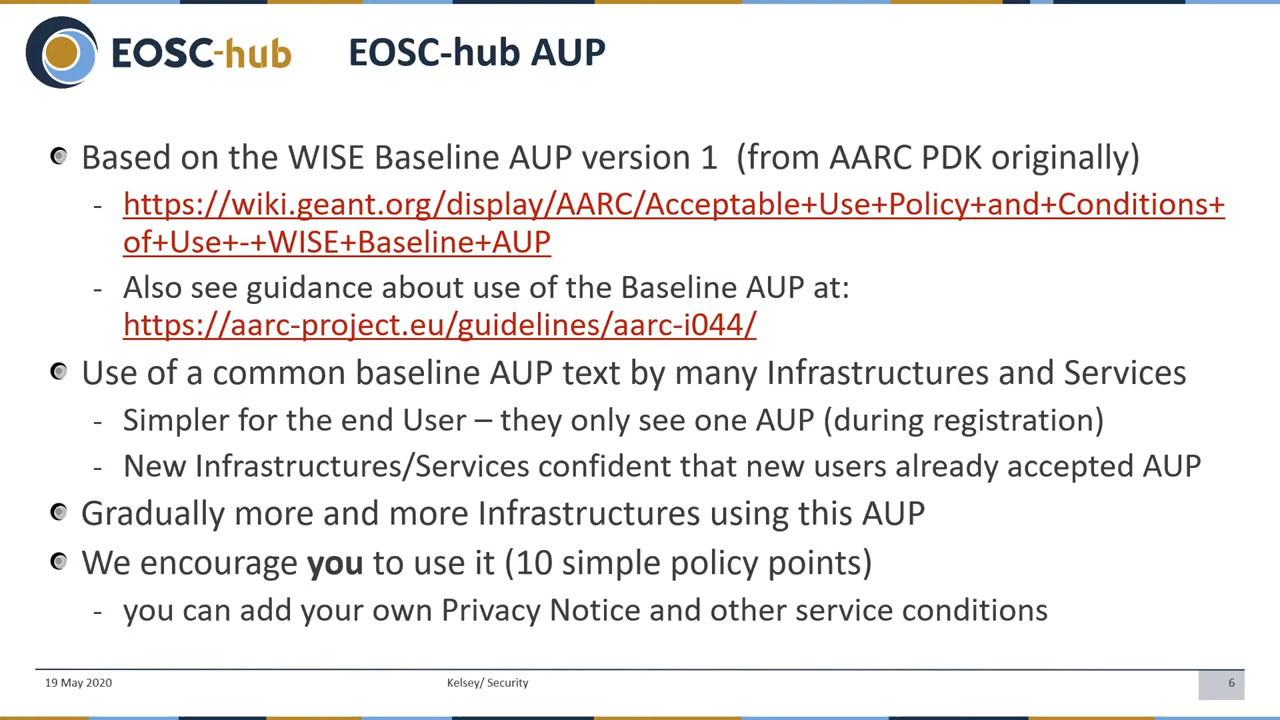 EOSC-hub
EOSC-hub AUP
Based on the WISE Baseline AUP version 1 (from AARC PDK originally)
- https://wiki.geant.org/display/AARC/Acceptable+Use+Policy+and+Conditions+
of+Use+-+WISE+Baseline+AUP
- Also see guidance about use of the Baseline AUP at:
https://aarc-project.eu/guidelines/aarc-i044/
Use of a common baseline AUP text by many Infrastructures and Services
- Simpler for the end User – they only see one AUP (during registration)
- New Infrastructures/Services confident that new users already accepted AUP
Gradually more and more Infrastructures using this AUP
We encourage you to use it (10 simple policy points)
- you can add your own Privacy Notice and other service conditions
19 May 2020
Kelsey/ Security
6